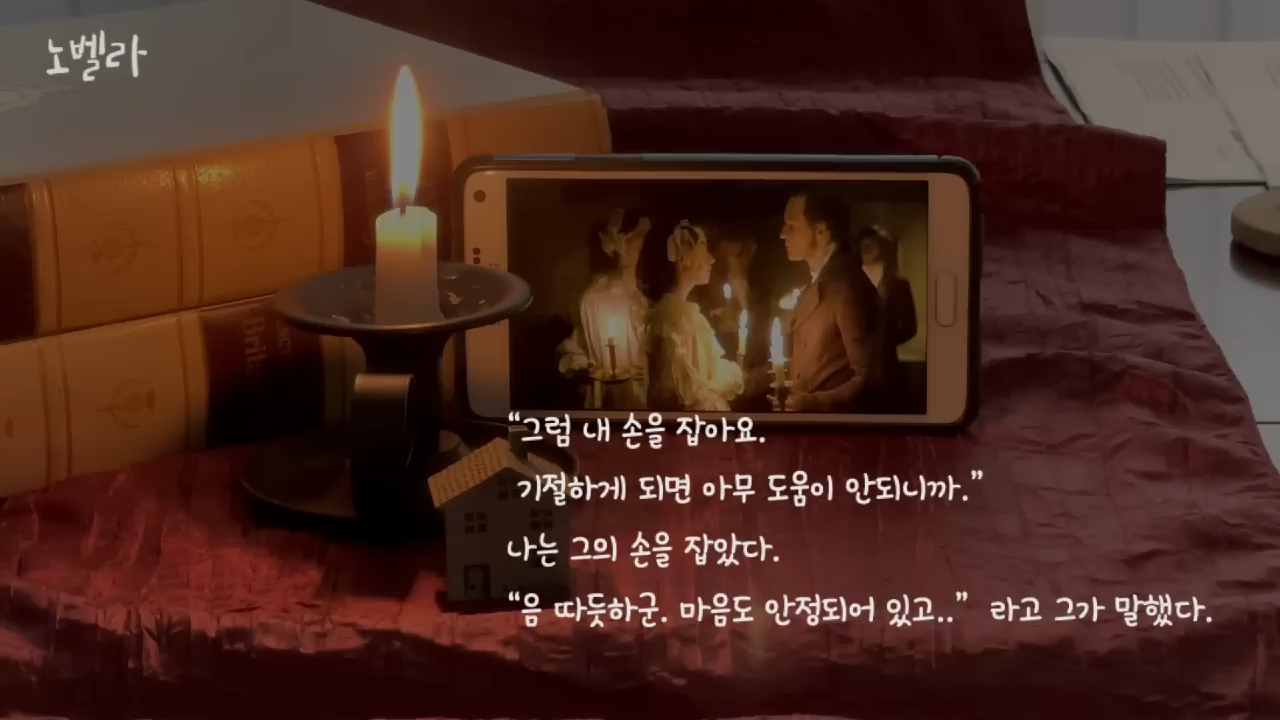 노벨라
“그럼 내 손을 잡아요.
기절하게 되면 아무 도움이 안되니까.”
나는 그의 손을 잡았다.
“음 따듯하군. 마음도 안정되어 있고..” 라고 그가 말했다.